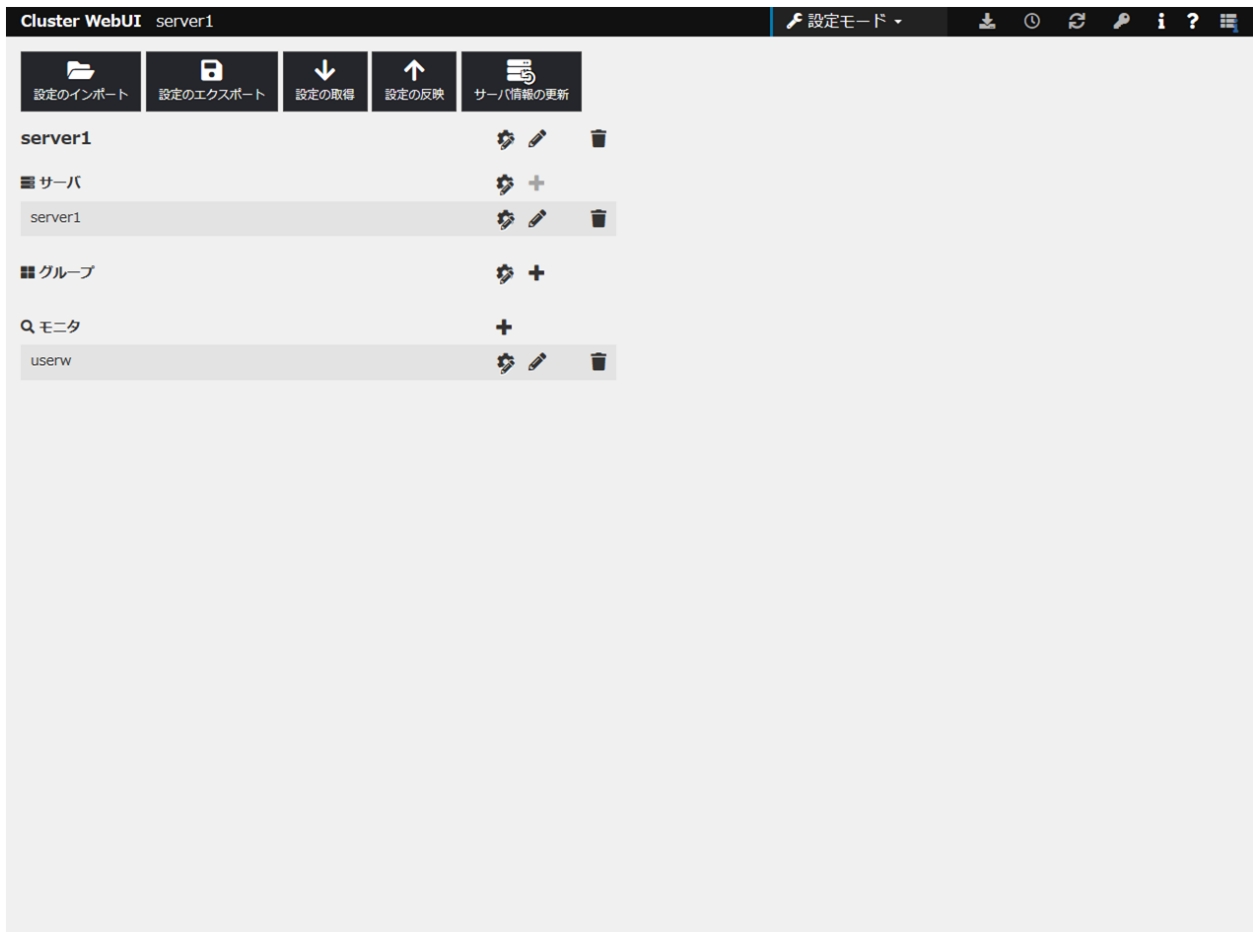 Cluster WebUI server1 設定モード
設定のインポート 設定のエクスポート 設定の取得 設定の反映 サーバ情報の更新
server1
サーバ
server1
グループ
モニタ
userw